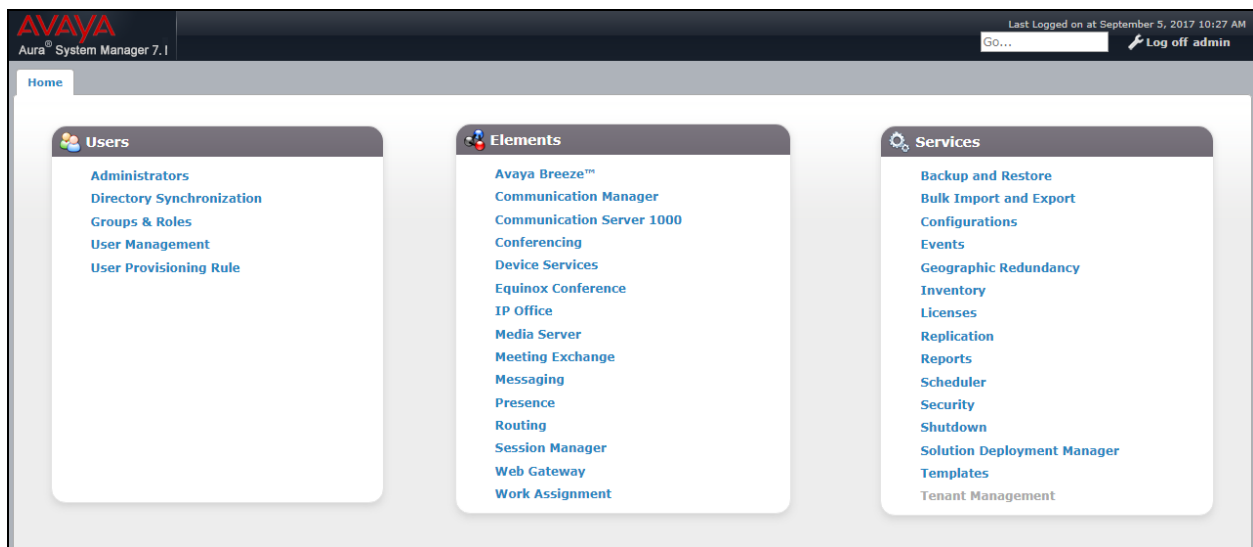 AVAYA
Aura® System Manager 7.1
Last Logged on at September 5, 2017 10:27 AM
Go...
Log off admin
Home
Users
Administrators
Directory Synchronization
Groups & Roles
User Management
User Provisioning Rule
Elements
Avaya Breeze™
Communication Manager
Communication Server 1000
Conferencing
Device Services
Equinox Conference
IP Office
Media Server
Meeting Exchange
Messaging
Presence
Routing
Session Manager
Web Gateway
Work Assignment
Services
Backup and Restore
Bulk Import and Export
Configurations
Events
Geographic Redundancy
Inventory
Licenses
Replication
Reports
Scheduler
Security
Shutdown
Solution Deployment Manager
Templates
Tenant Management